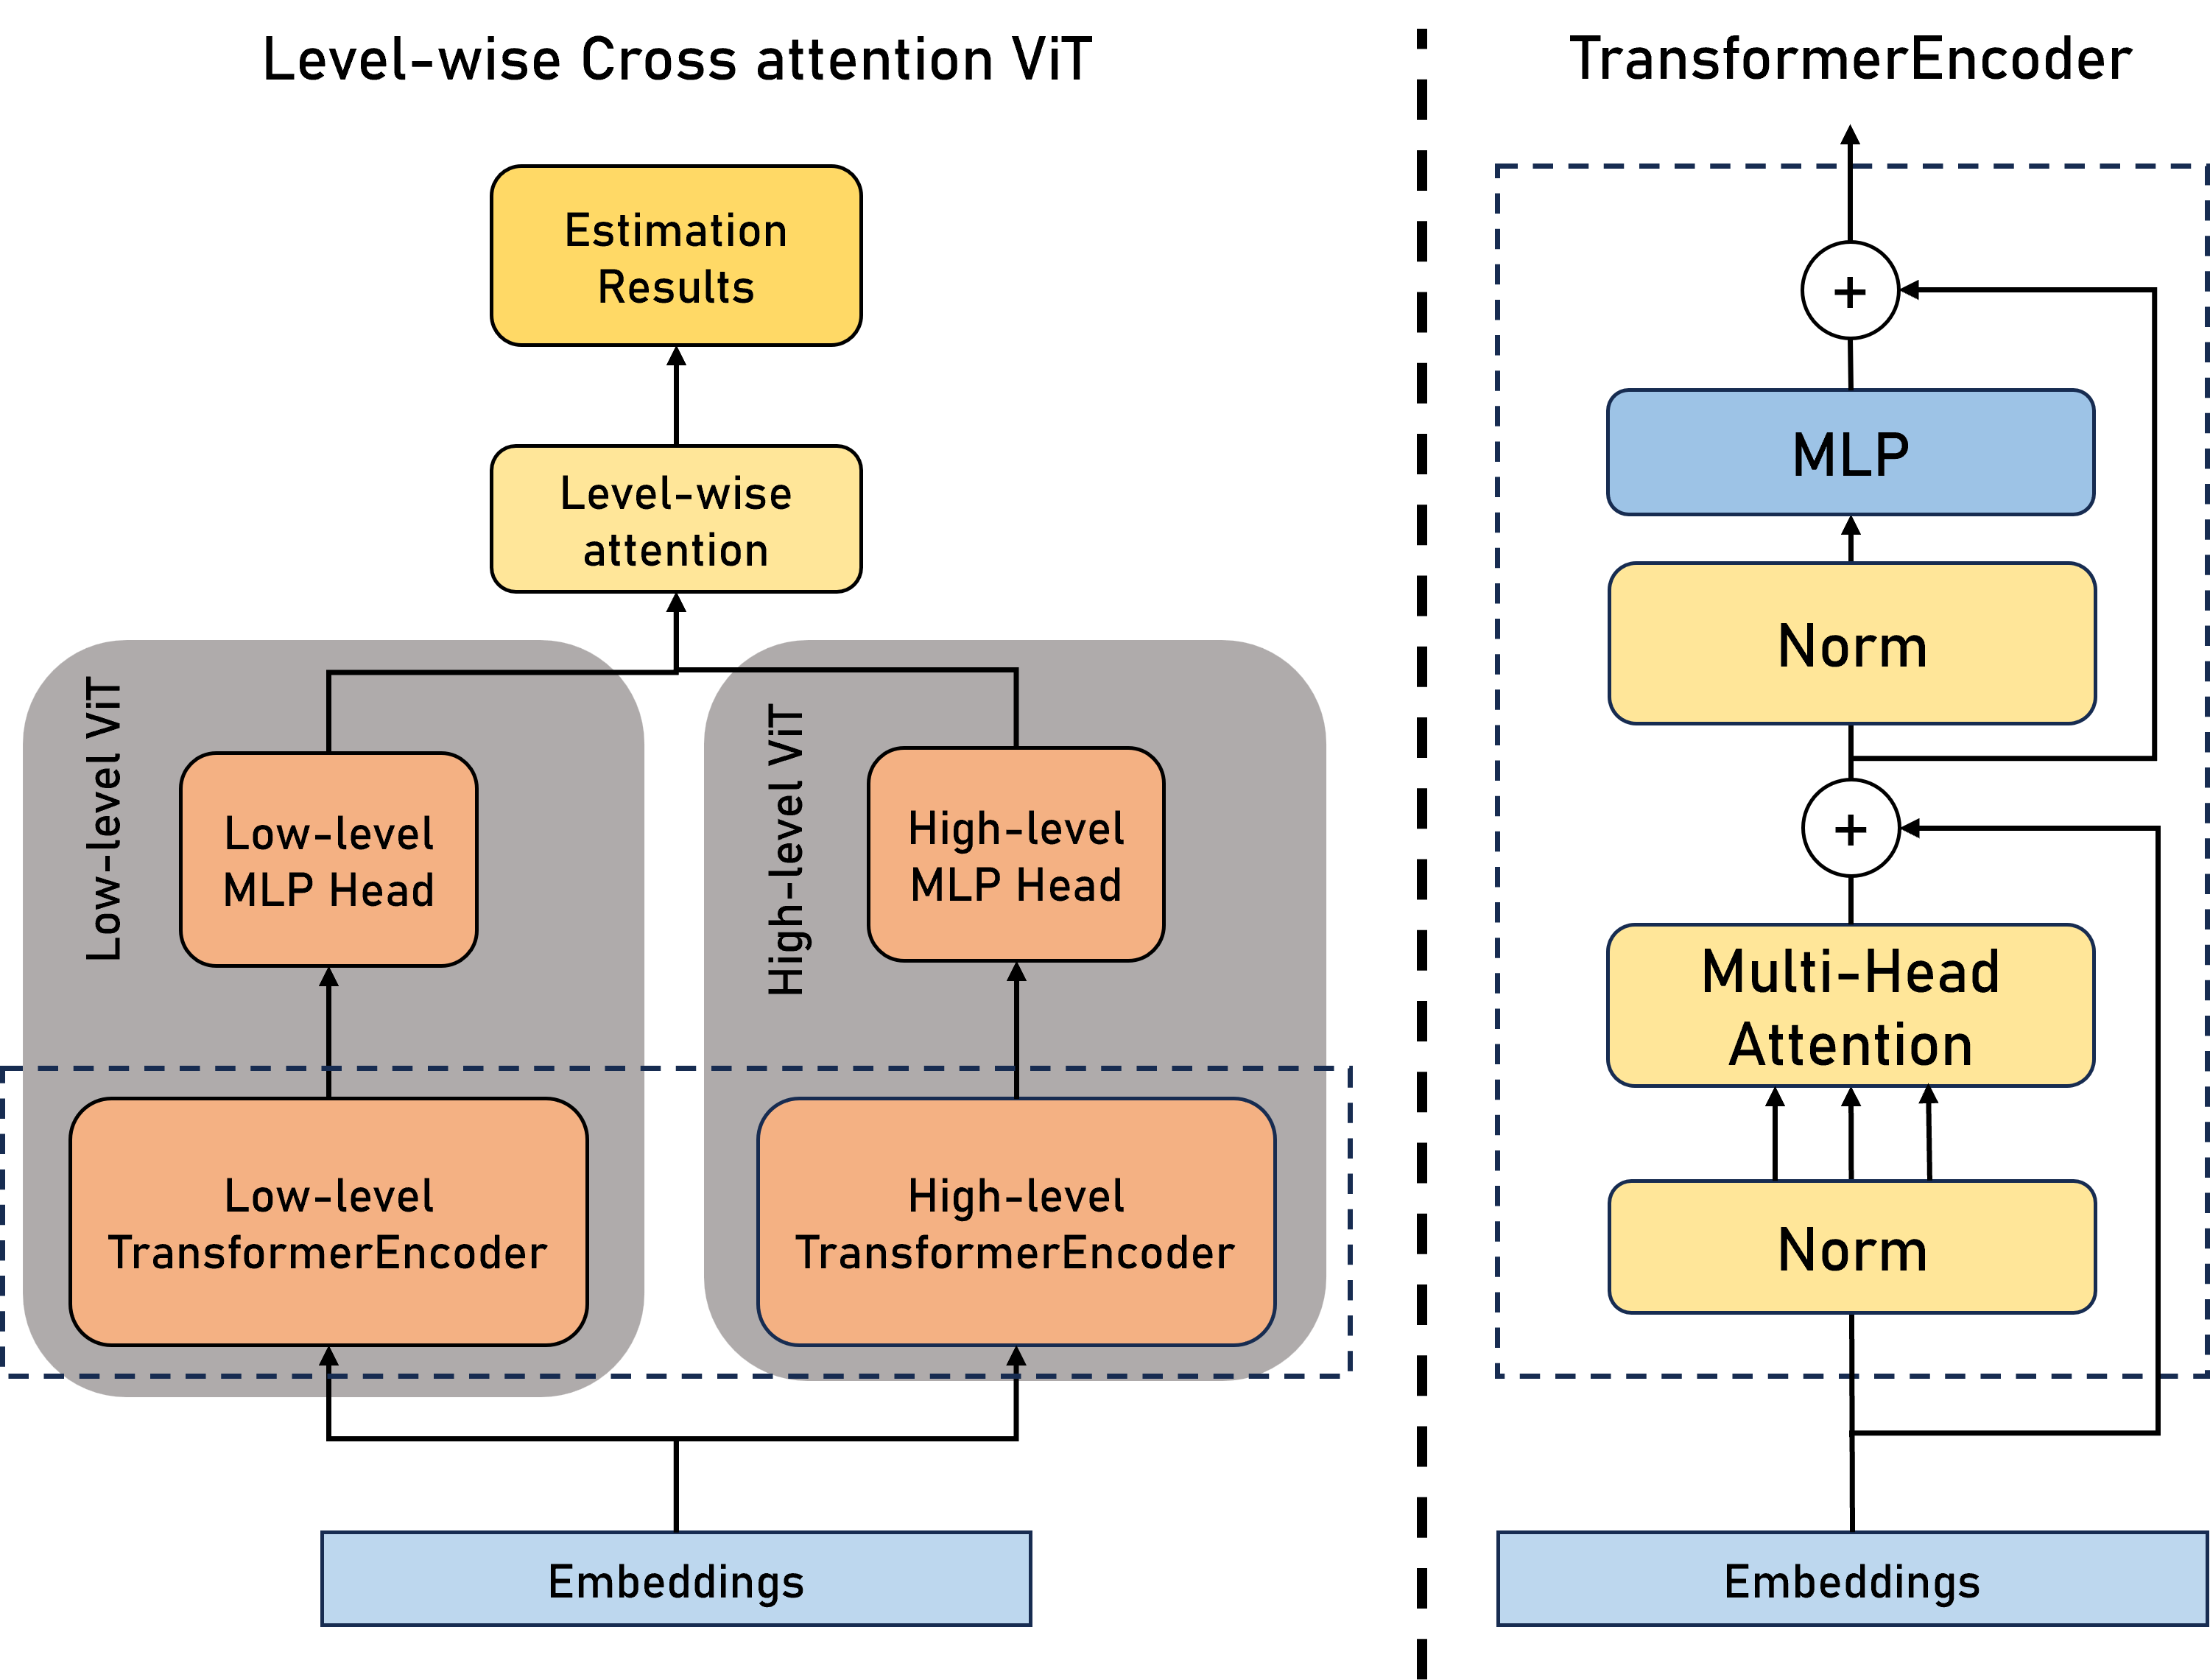 Level-wise Cross attention ViT
Estimation
Results
Level-wise
attention
Low-level ViT
Low-level
MLP Head
High-level ViT
High-level
MLP Head
Low-level
TransformerEncoder
High-level
TransformerEncoder
Embeddings
TransformerEncoder
+
MLP
Norm
+
Multi-Head
Attention
Norm
Embeddings